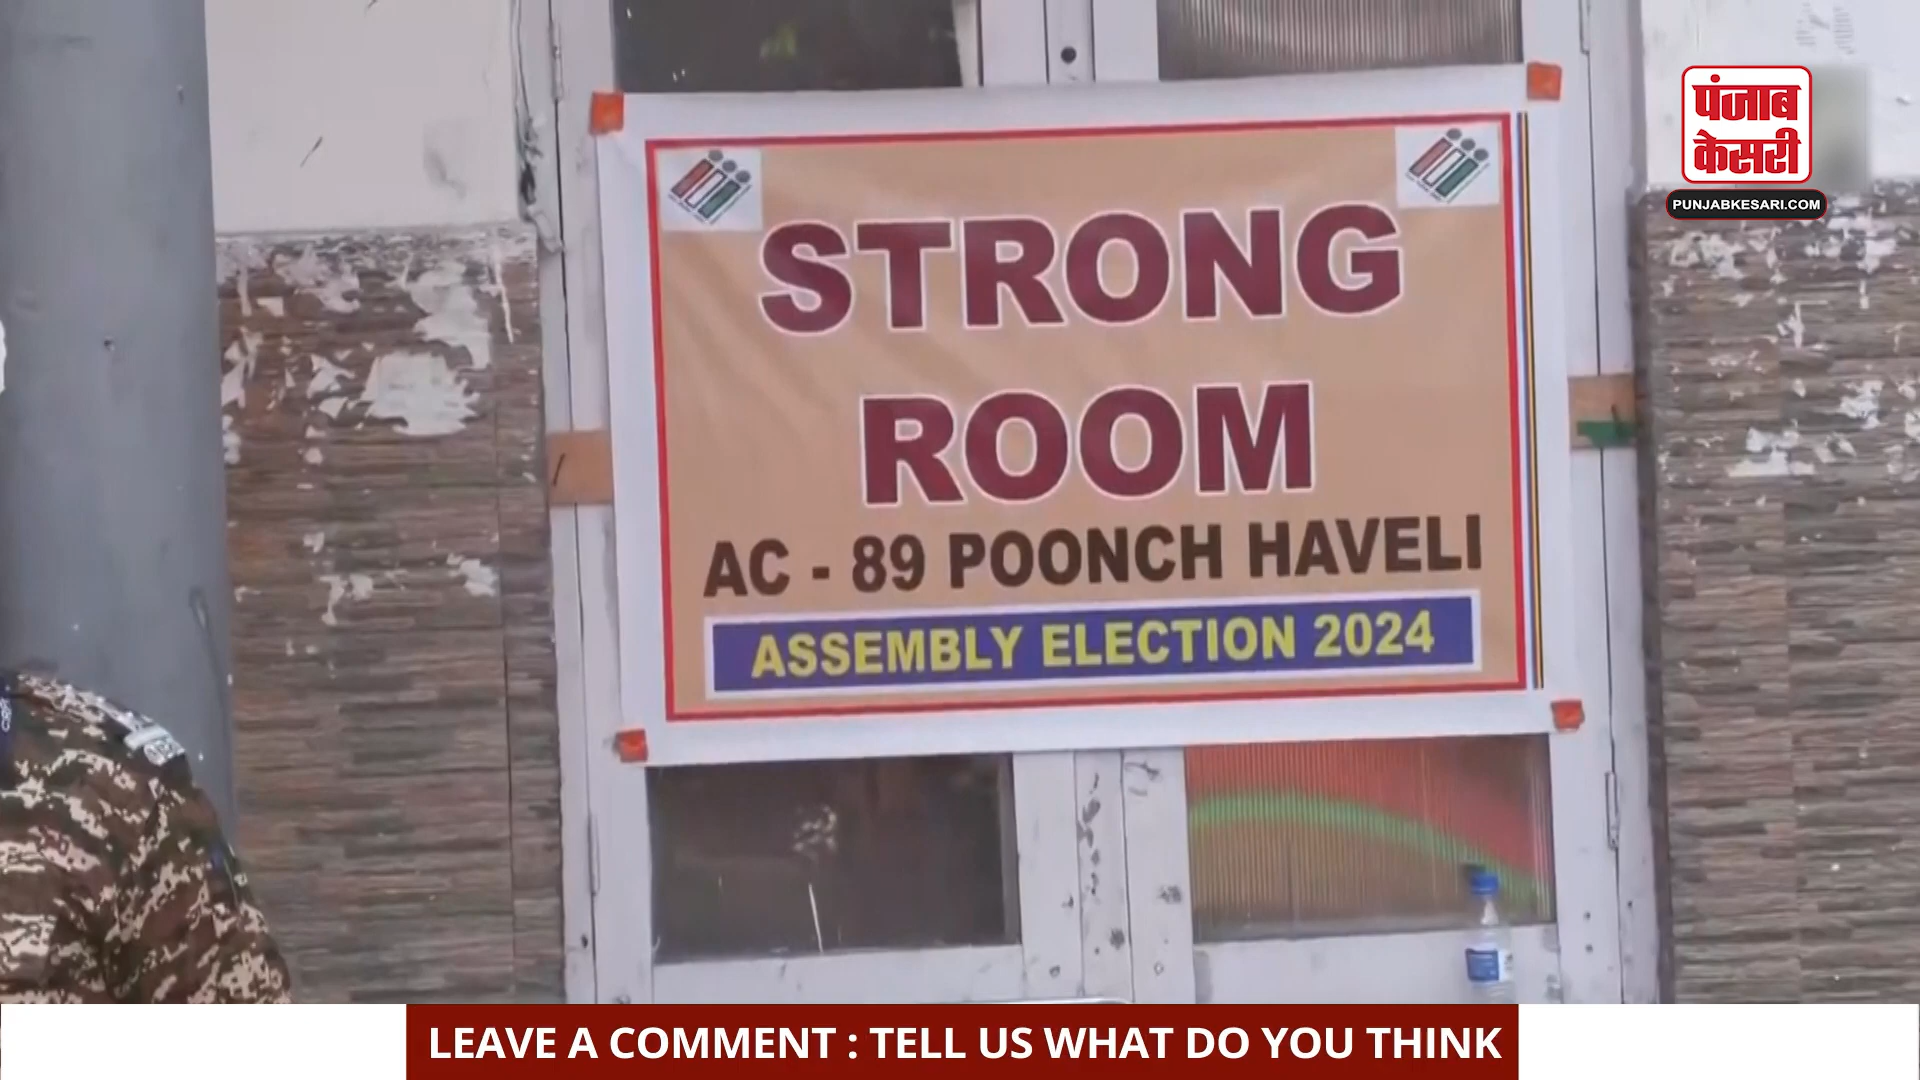 पंजाब
केसरी
PUNJABKESARI.COM
STRONG
ROOM
AC - 89 POONCH HAVELI
ASSEMBLY ELECTION 2024
LEAVE A COMMENT : TELL US WHAT DO YOU THINK